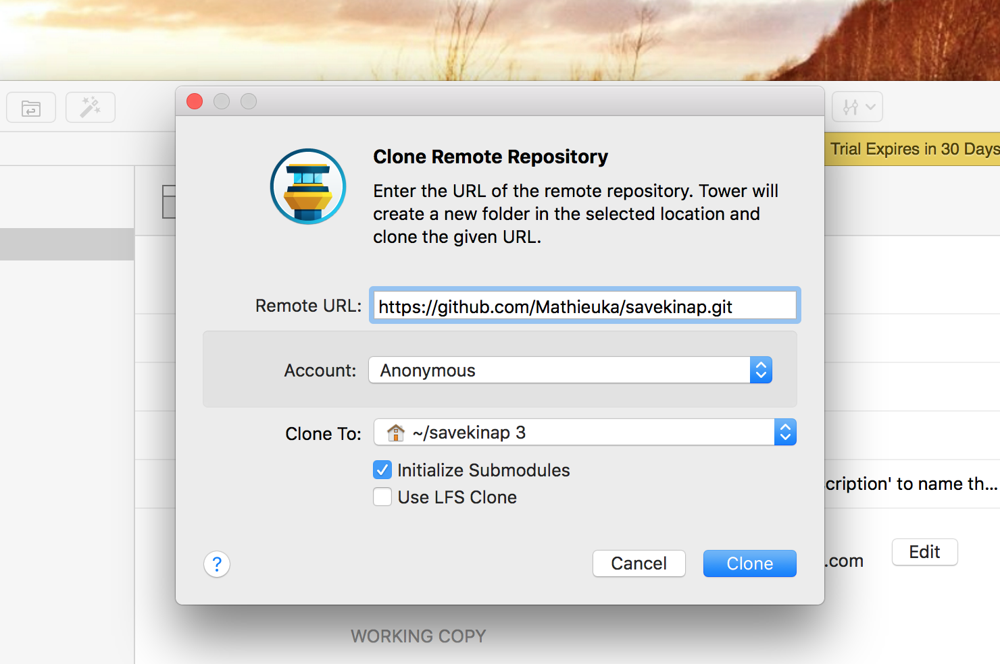 Trial Expires in 30 Days
Clone Remote Repository
Enter the URL of the remote repository. Tower will
create a new folder in the selected location and
clone the given URL.
Remote URL: https://github.com/Mathieuka/savekinap.git
Account: Anonymous
Clone To: ~/savekinap 3
Initialize Submodules
Use LFS Clone
cription' to name th...
? Cancel Clone
.com Edit
WORKING COPY